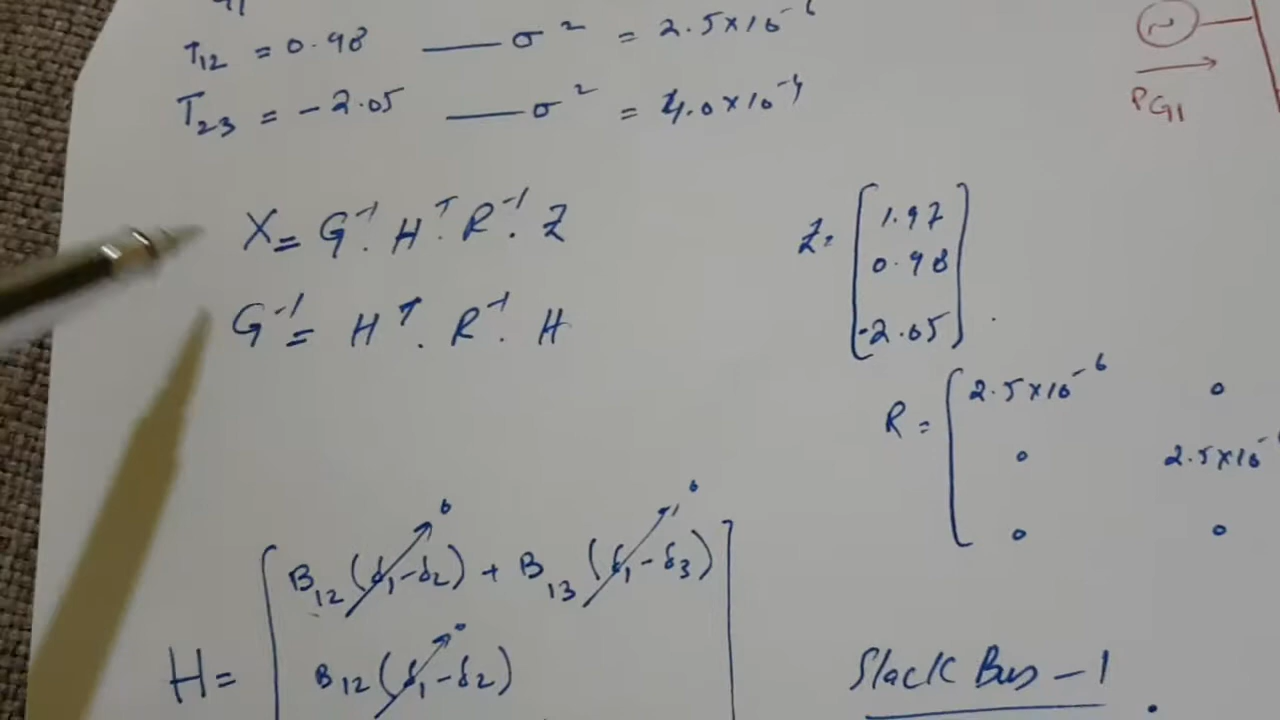 T12 = 0.98 — σ² = 2.5×10⁻⁶
T23 = -2.05 — σ² = 4.0×10⁻⁴
PG1
X = G⁻¹. Hᵀ. R⁻¹. Z
G⁻¹ = Hᵀ. R⁻¹. H
Z = [1.97
0.98
-2.05].
R = [2.5×10⁻⁶ 0
0 2.5×10⁻
0 0
H = [B12(δ1-δ2) + B13(δ1-δ3)]
B12(δ1-δ2)
Slack Bus-1